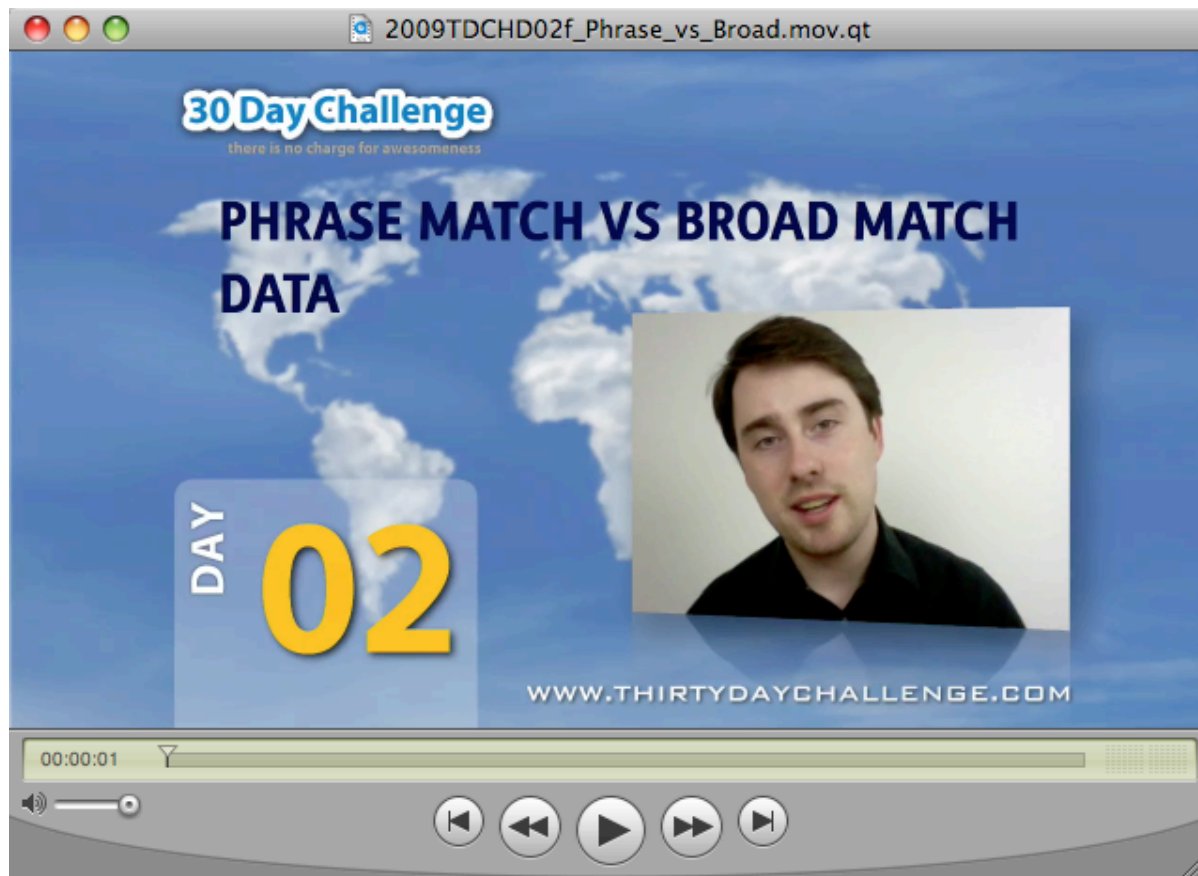 2009TDCHD02f_Phrase_vs_Broad.mov.qt
30 Day Challenge
there is no charge for awesomeness
PHRASE MATCH VS BROAD MATCH
DATA
DAY
02
WWW.THIRTYDAYCHALLENGE.COM
00:00:01